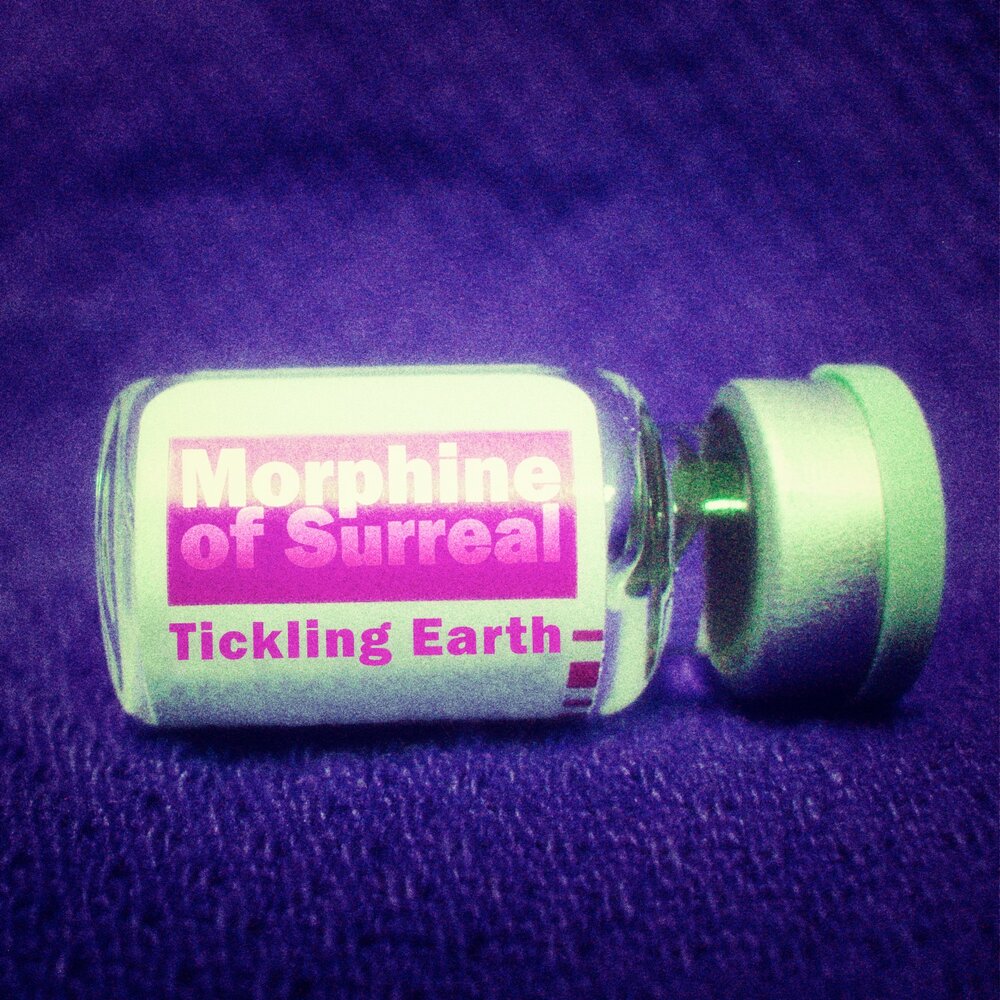 Morphine
of Surreal
Tickling Earth